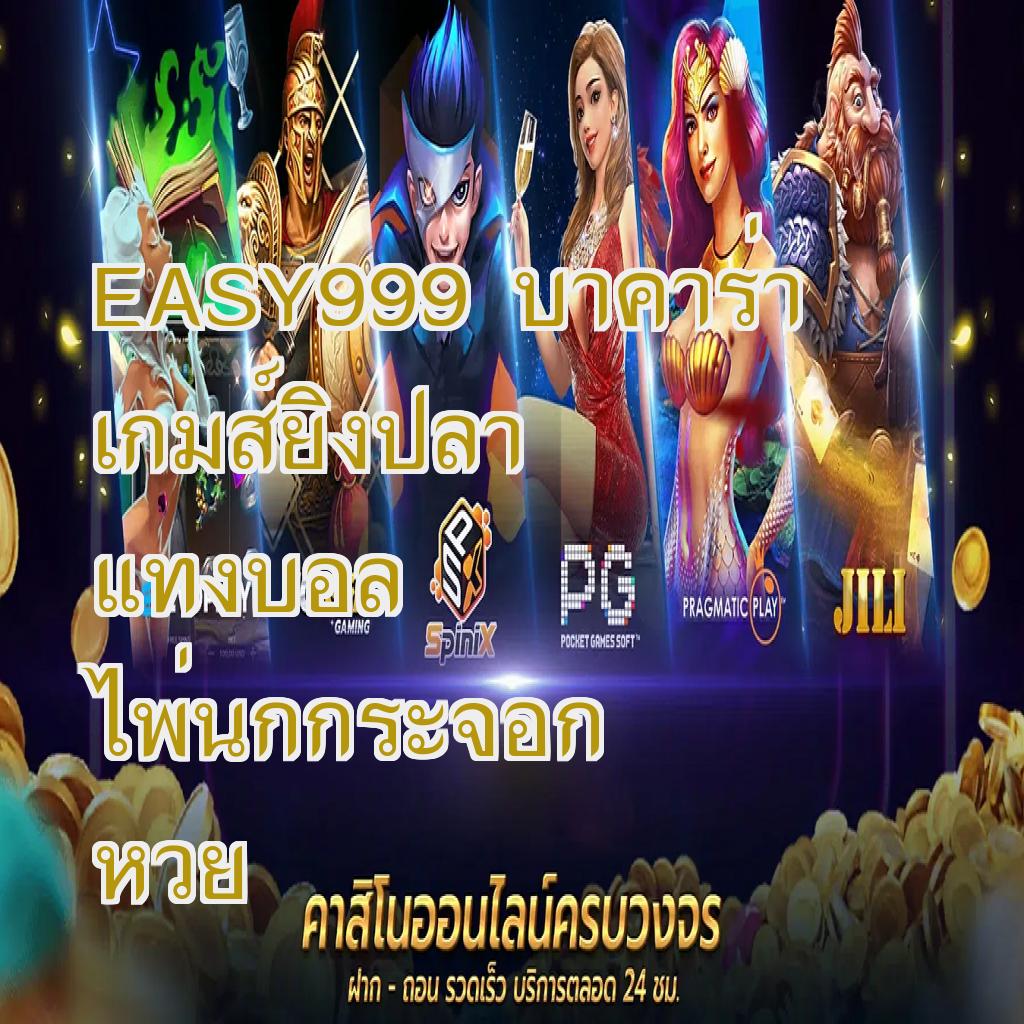 EASY999 บาคาร่า
เกมส์ยิงปลา
แทงบอล
+GAMING
SpiniX
PG
POCKET GAMES SOFT™
PRAGMATIC PLAY™
JILI
ไพ่นกกระจอก
หวย
คาสิโนออนไลน์ครบวงจร
ฝาก - ถอน รวดเร็ว บริการตลอด 24 ชม.